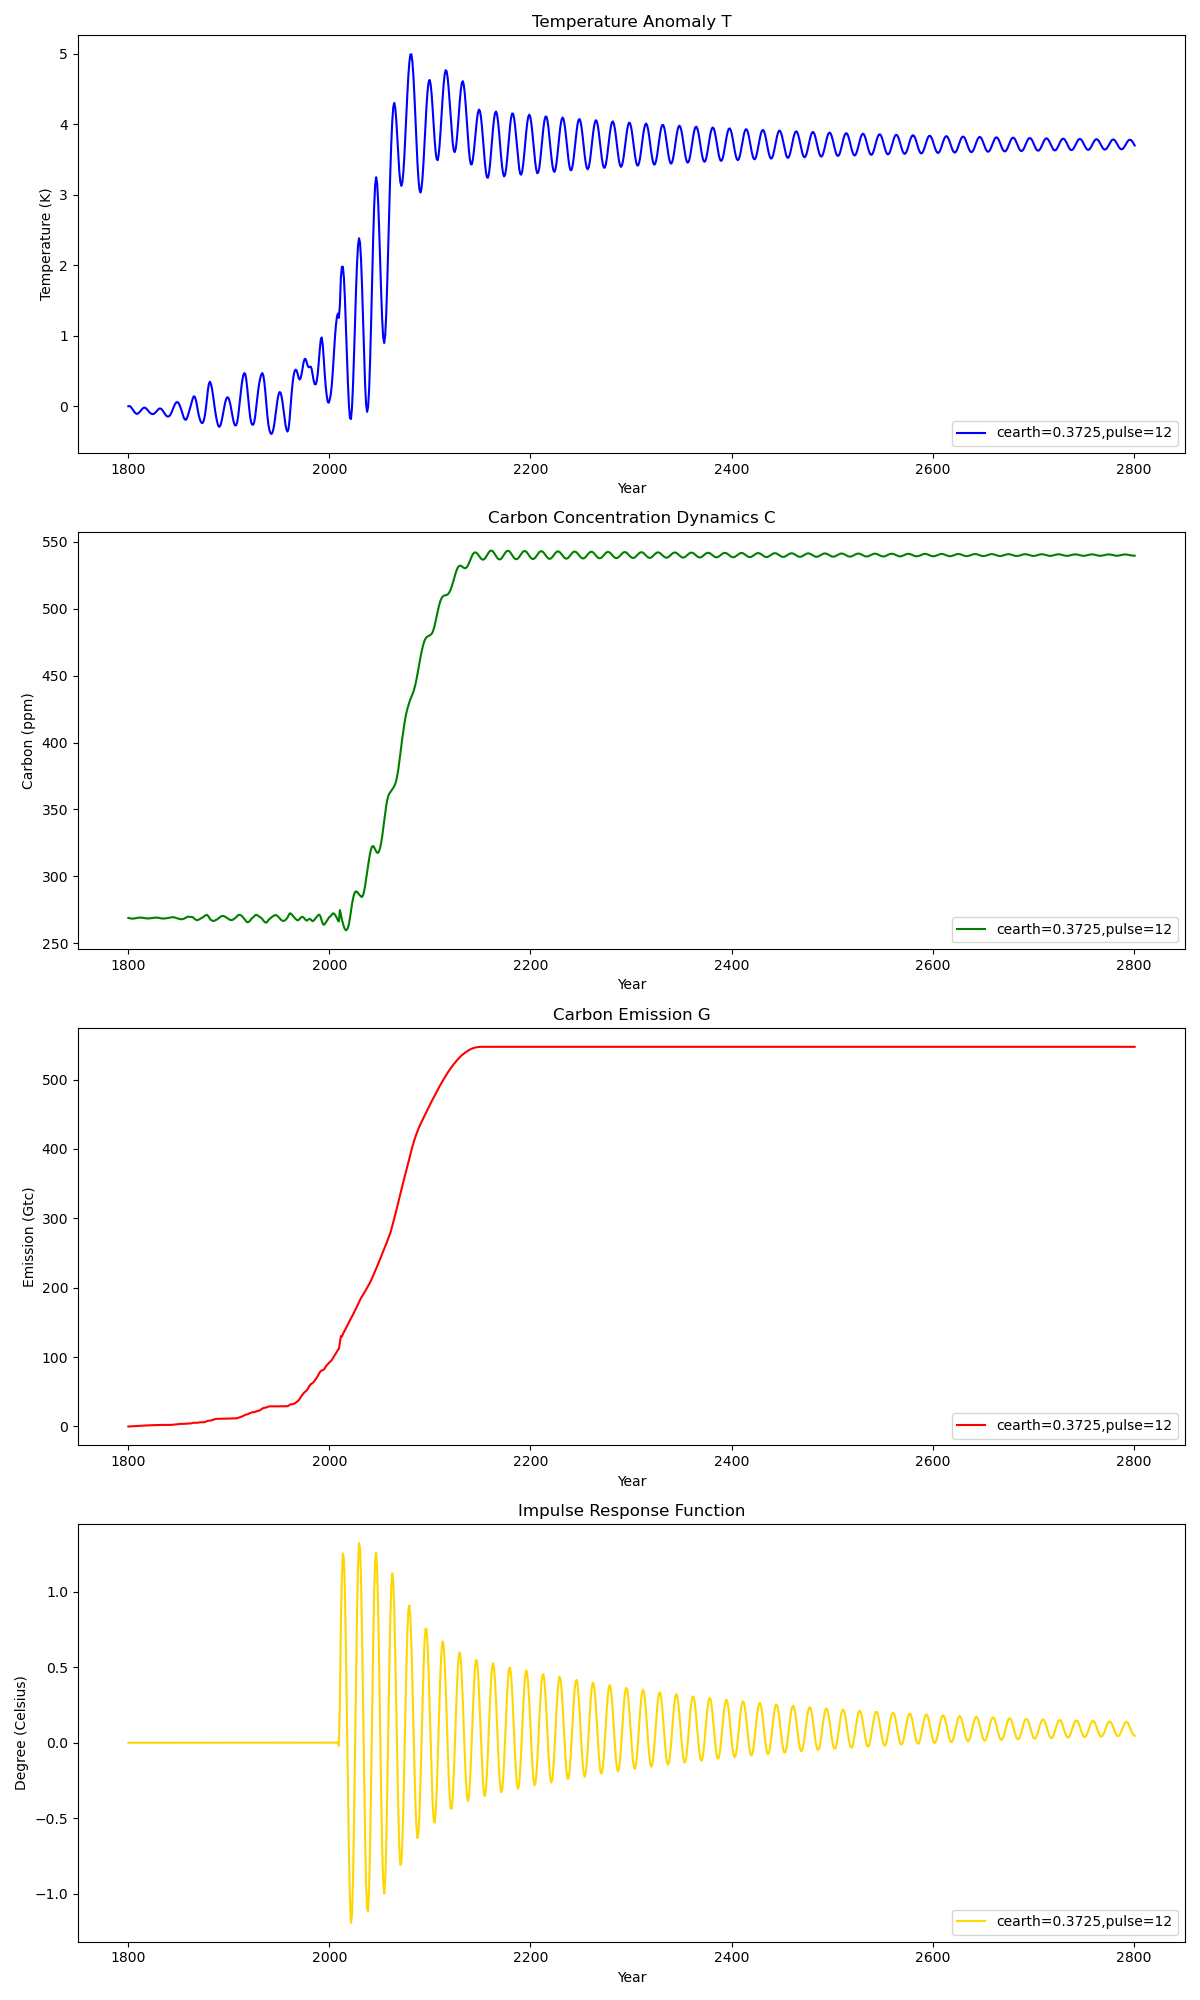 Temperature Anomaly T
Temperature (K)
5
4
3
2
1
0
cearth=0.3725,pulse=12
1800 2000 2200 2400 2600 2800
Year
Carbon Concentration Dynamics C
Carbon (ppm)
550
500
450
400
350
300
250
cearth=0.3725,pulse=12
1800 2000 2200 2400 2600 2800
Year
Carbon Emission G
Emission (Gtc)
500
400
300
200
100
0
cearth=0.3725,pulse=12
1800 2000 2200 2400 2600 2800
Year
Impulse Response Function
Degree (Celsius)
1.0
0.5
0.0
−0.5
−1.0
cearth=0.3725,pulse=12
1800 2000 2200 2400 2600 2800
Year